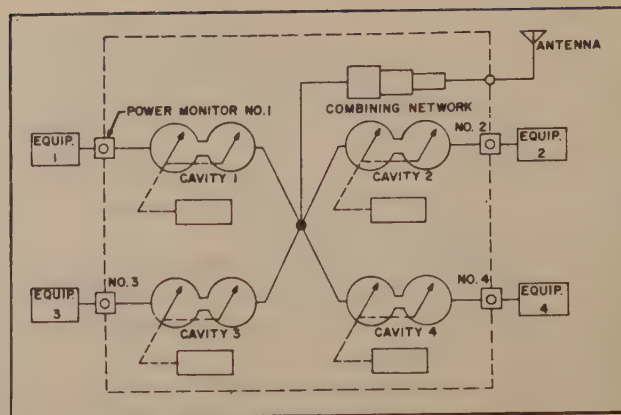 ANTENNA
COMBINING NETWORK
POWER MONITOR NO.1
NO. 2
EQUIP.
1
CAVITY 1
CAVITY 2
EQUIP.
2
NO.3
NO.4
EQUIP.
3
CAVITY 3
CAVITY 4
EQUIP.
4